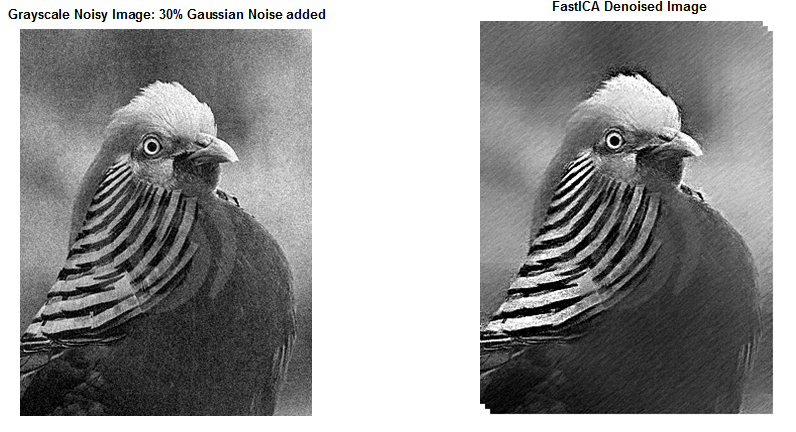 Grayscale Noisy Image: 30% Gaussian Noise added
FastICA Denoised Image